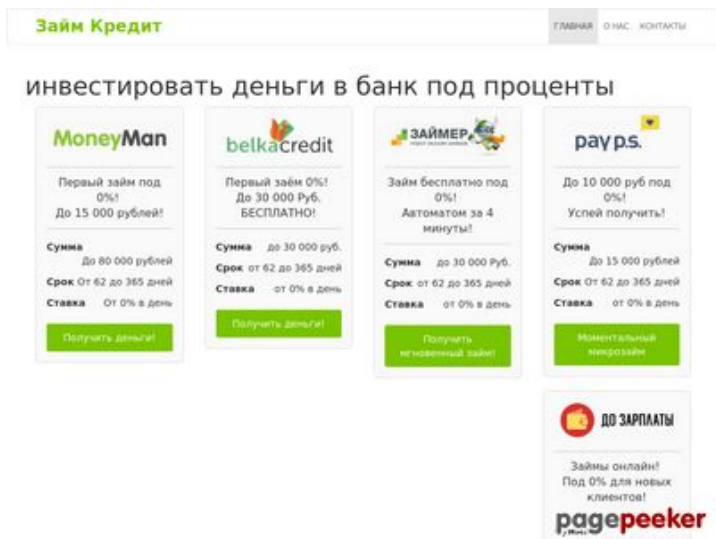 Займ Кредит
ГЛАВНАЯ О НАС. КОНТАКТЫ
инвестировать деньги в банк под проценты
MoneyMan
Первый займ под
0%!
До 15 000 рублей!
Сумма
До 80 000 рублей
Срок От 62 до 365 дней
Ставка От 0% в день
Получить деньги!
belkacredit
Первый заём 0%!
До 30 000 Руб.
БЕСПЛАТНО!
Сумма до 30 000 руб.
Срок от 62 до 365 дней
Ставка от 0% в день
Получить деньги!
ЗАЙМЕР
Займ бесплатно под
0%!
Автоматом за 4
минуты!
Сумма до 30 000 Руб.
Срок от 62 до 365 дней
Ставка от 0% в день
Получить
мгновенный займ!
pay p.s.
До 10 000 руб под
0%!
Успей получить!
Сумма
До 15 000 рублей
Срок От 62 до 365 дней
Ставка от 0% в день
Моментальный
микрозайм
ДО ЗАРПЛАТЫ
Займы онлайн!
Под 0% для новых
клиентов!
pagepeeker